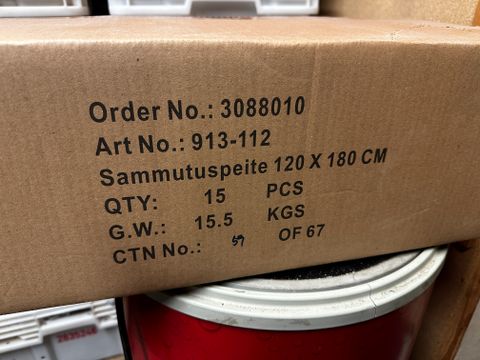 Order No.: 3088010
Art No.: 913-112
Sammutuspeite 120 X 180 CM
QTY: 15 PCS
G.W.: 15.5 KGS
CTN No.: 59 OF 67